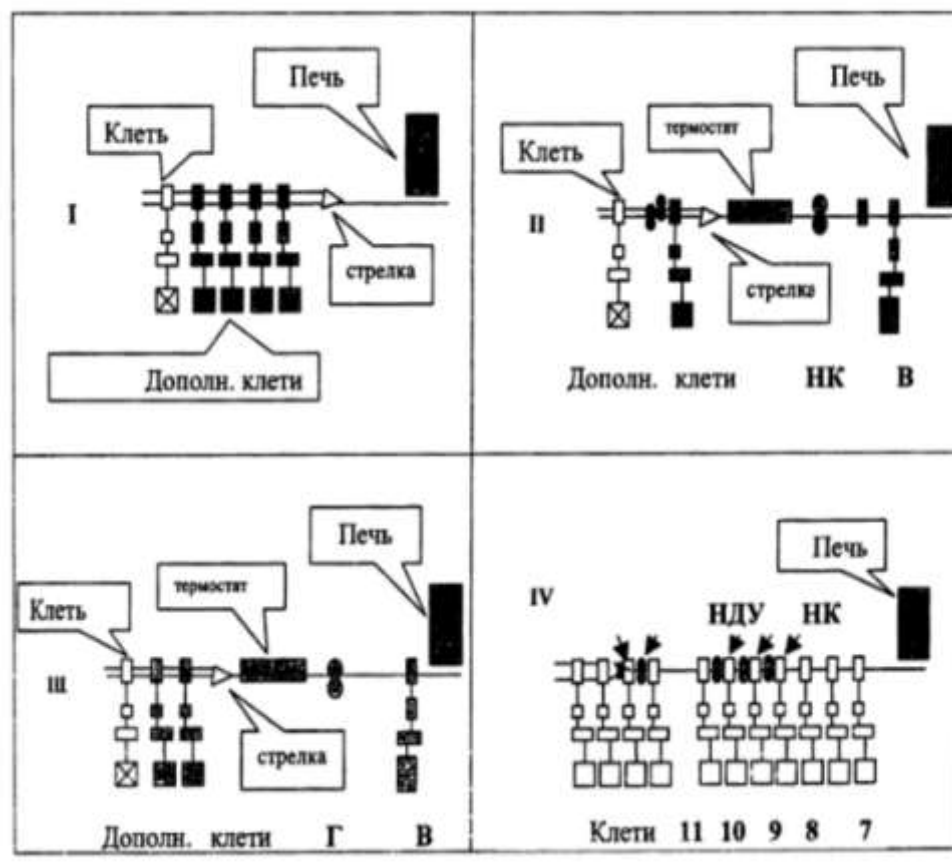 Печь
Клеть
I
стрелка
Дополн. клети
Печь
термостат
Клеть
II
стрелка
Дополн. клети НК В
Печь
термостат
Клеть
III
стрелка
Дополн. клети Г В
Печь
IV
НДУ НК
Клети 11 10 9 8 7